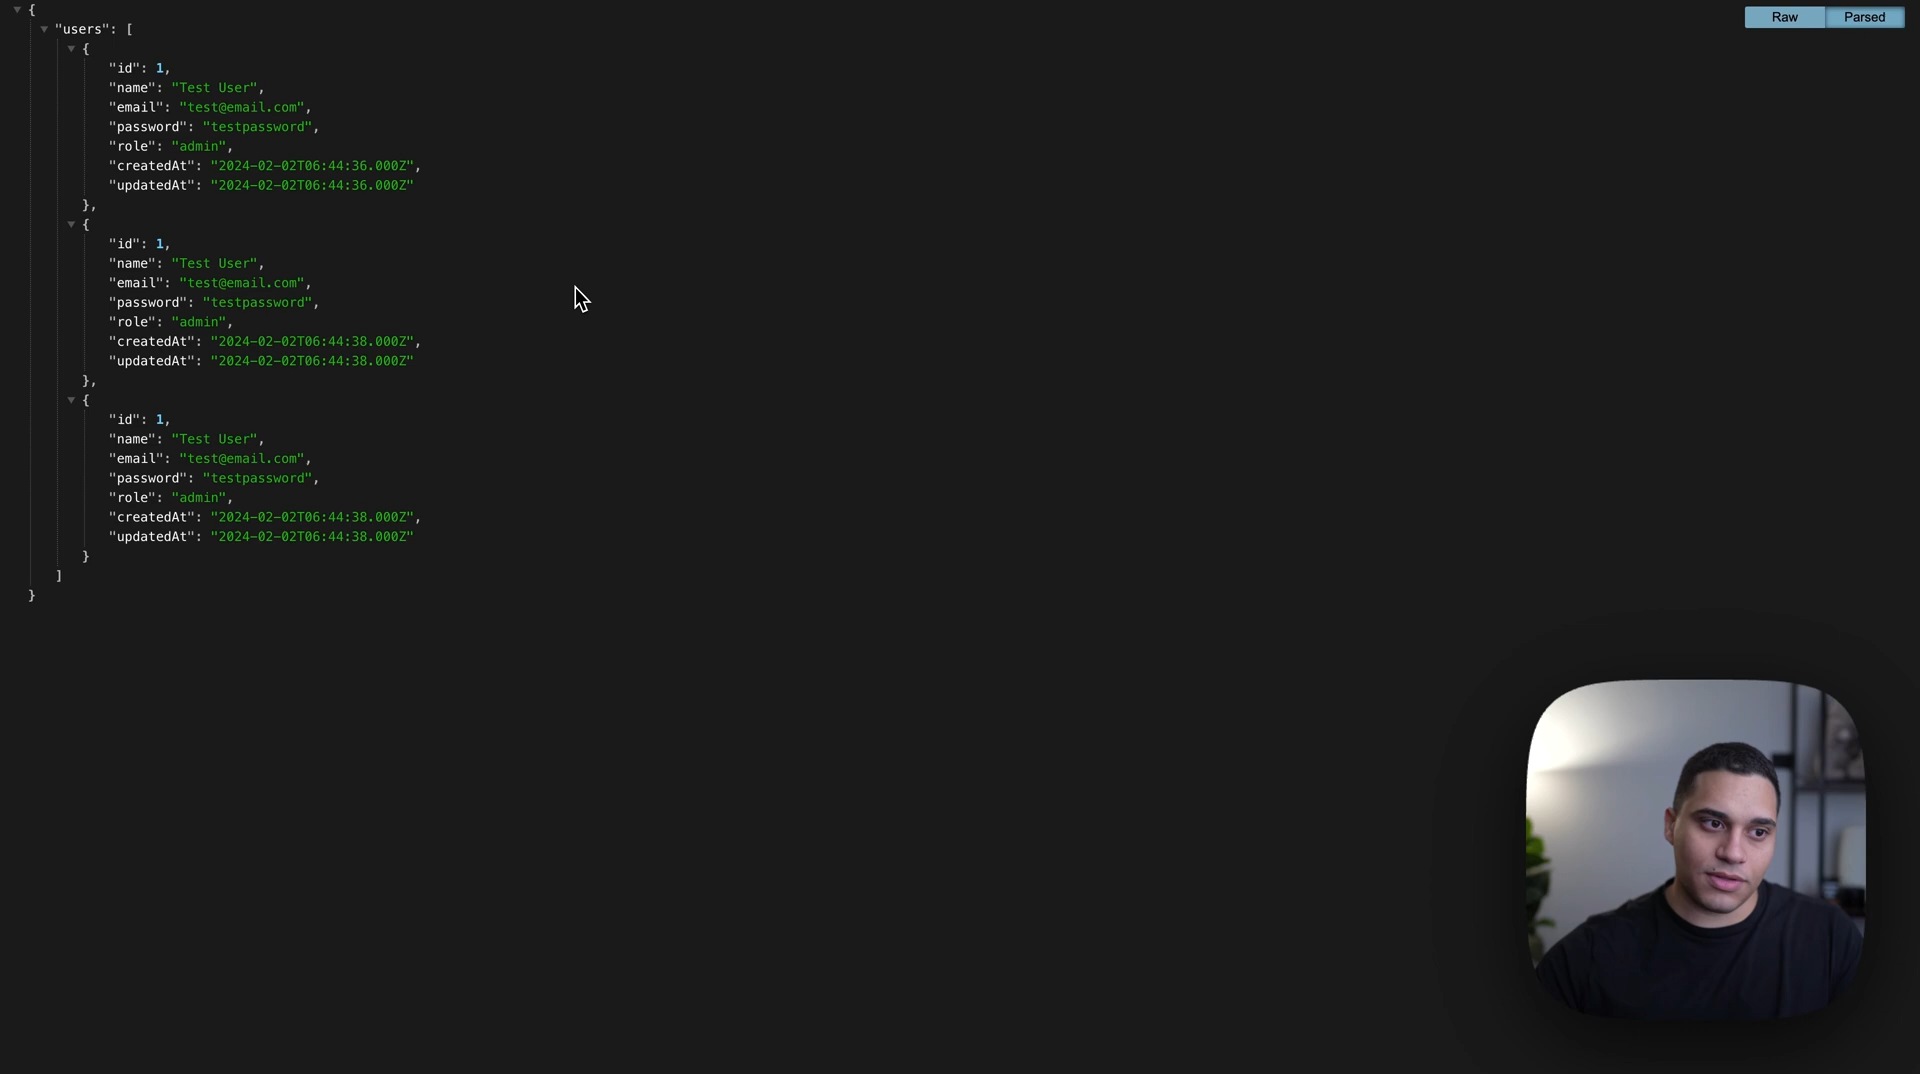 {
"users": [
{
"id": 1,
"name": "Test User",
"email": "test@email.com",
"password": "testpassword",
"role": "admin",
"createdAt": "2024-02-02T06:44:36.000Z",
"updatedAt": "2024-02-02T06:44:36.000Z"
},
{
"id": 1,
"name": "Test User",
"email": "test@email.com",
"password": "testpassword",
"role": "admin",
"createdAt": "2024-02-02T06:44:38.000Z",
"updatedAt": "2024-02-02T06:44:38.000Z"
},
{
"id": 1,
"name": "Test User",
"email": "test@email.com",
"password": "testpassword",
"role": "admin",
"createdAt": "2024-02-02T06:44:38.000Z",
"updatedAt": "2024-02-02T06:44:38.000Z"
}
]
}
Raw Parsed